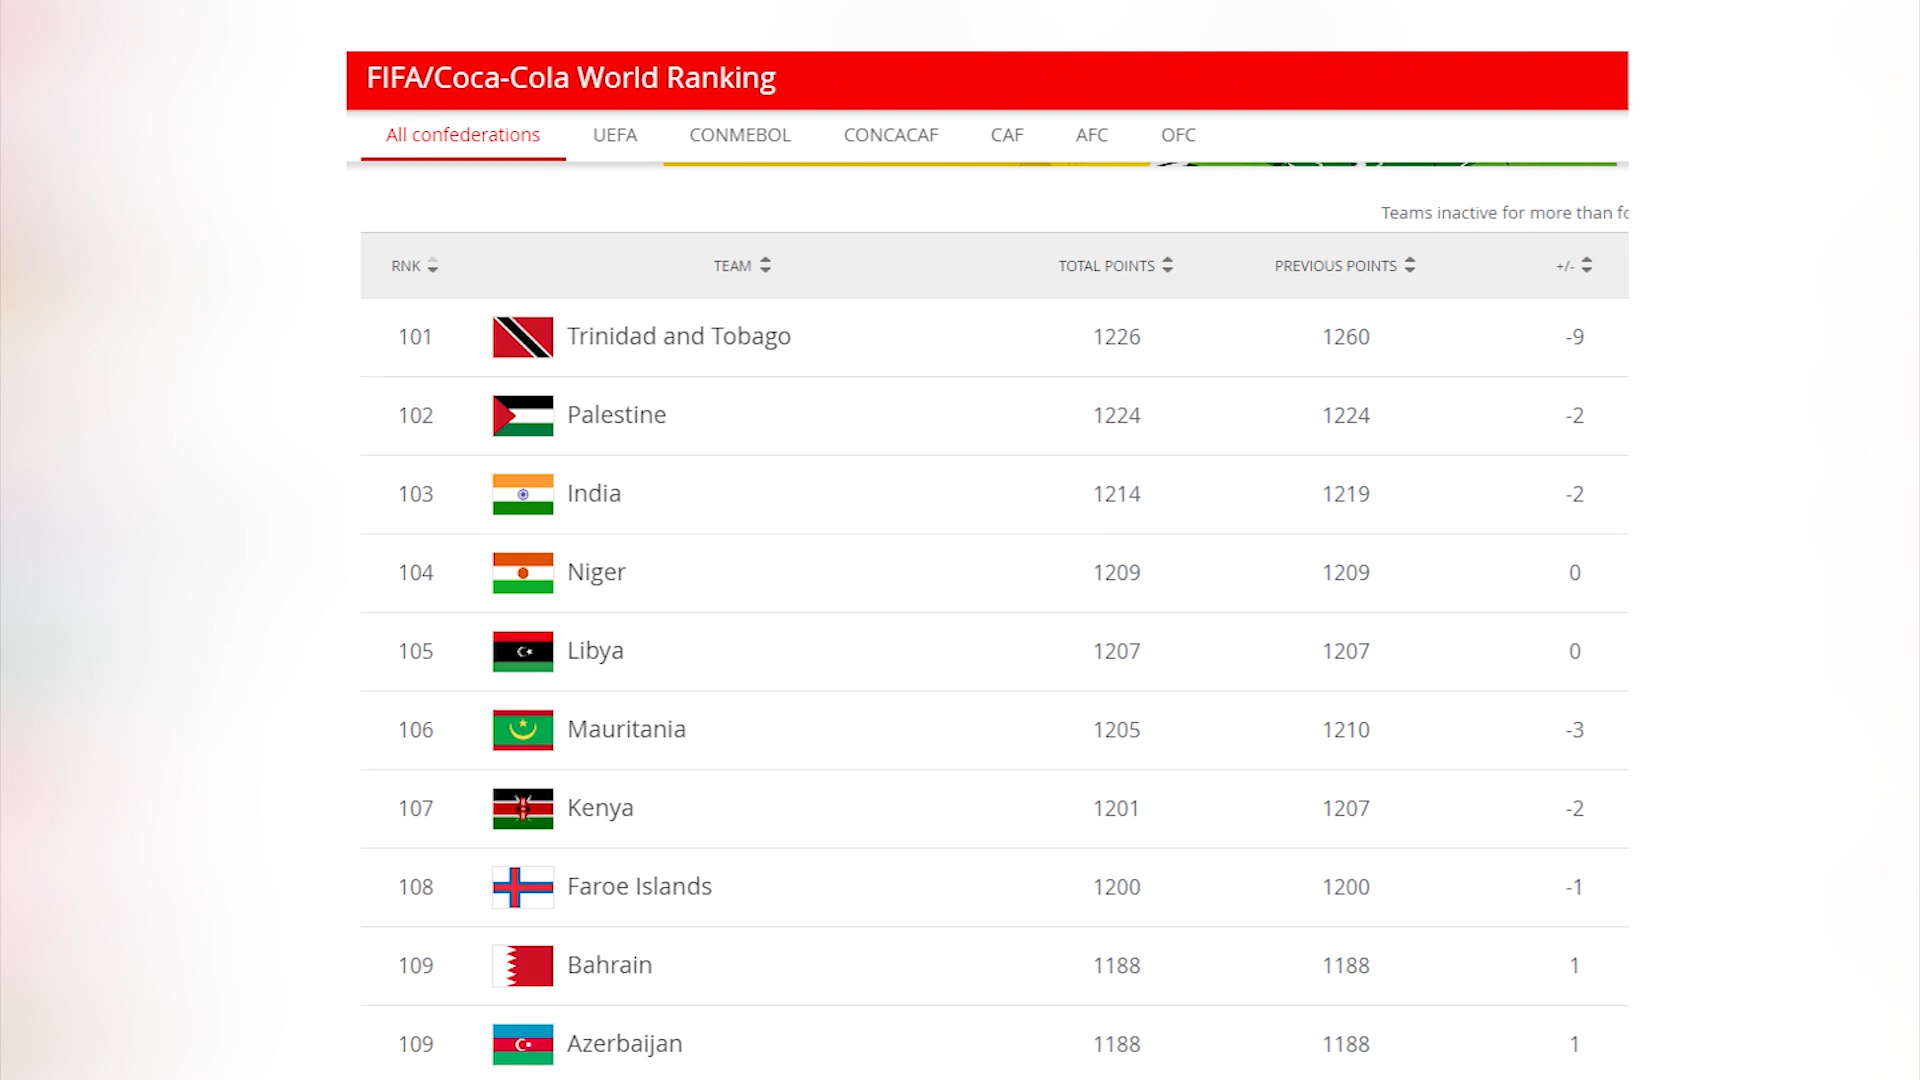 FIFA/Coca-Cola World Ranking
All confederations UEFA CONMEBOL CONCACAF CAF AFC OFC
Teams inactive for more than fo
RNK TEAM TOTAL POINTS PREVIOUS POINTS +/-
101 Trinidad and Tobago 1226 1260 -9
102 Palestine 1224 1224 -2
103 India 1214 1219 -2
104 Niger 1209 1209 0
105 Libya 1207 1207 0
106 Mauritania 1205 1210 -3
107 Kenya 1201 1207 -2
108 Faroe Islands 1200 1200 -1
109 Bahrain 1188 1188 1
109 Azerbaijan 1188 1188 1